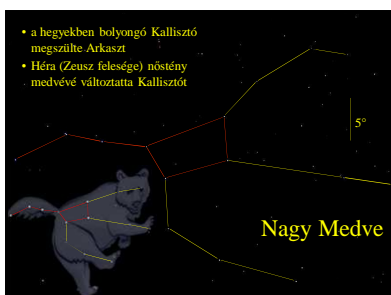 • a hegyekben bolyongó Kallisztó
megszülte Arkaszt
• Héra (Zeusz felesége) nőstény
medvévé változtatta Kallisztót
5°
Nagy Medve